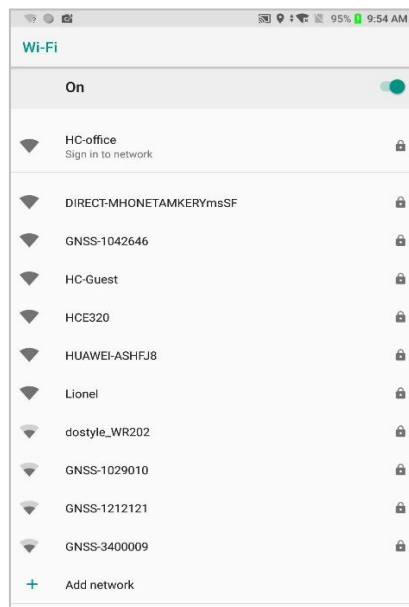 95% 9:54 AM
Wi-Fi
On
HC-office
Sign in to network
DIRECT-MHONETAMKERYmsSF
GNSS-1042646
HC-Guest
HCE320
HUAWEI-ASHFJ8
Lionel
dostyle_WR202
GNSS-1029010
GNSS-1212121
GNSS-3400009
+ Add network